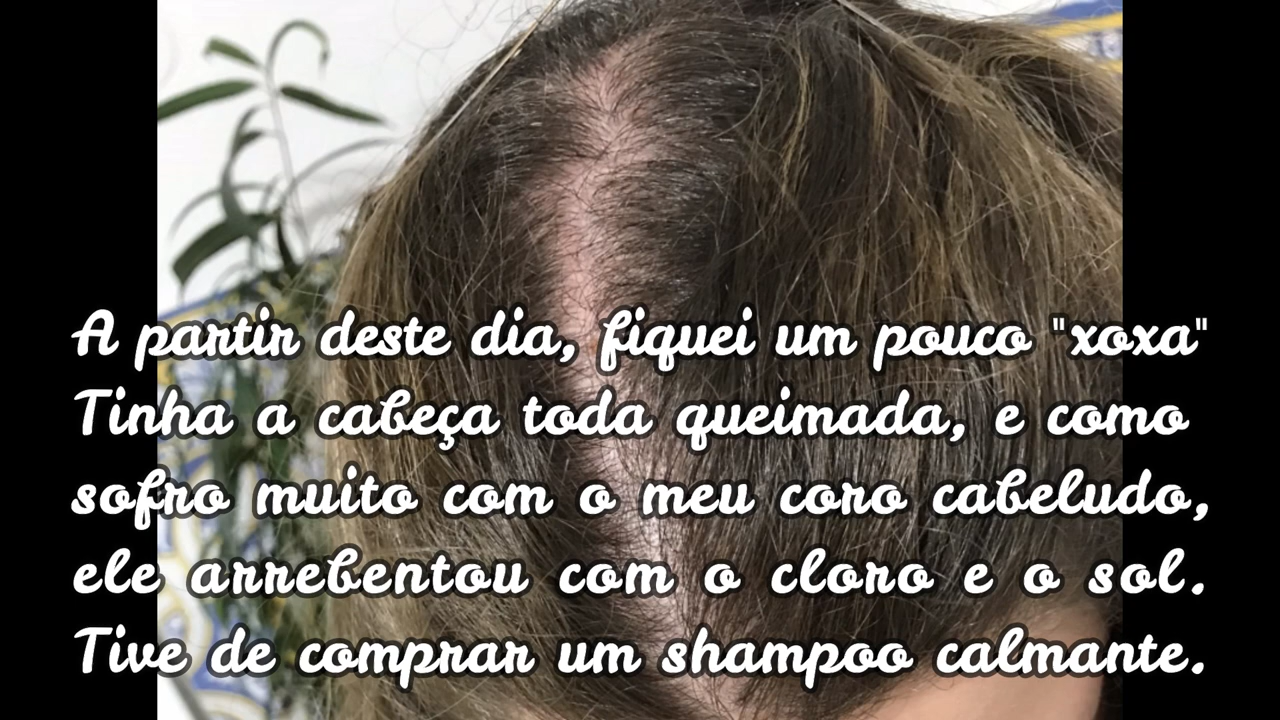 A partir deste dia, fiquei um pouco "xoxa"
Tinha a cabeça toda queimada, e como
sofro muito com o meu coro cabeludo,
ele arrebentou com o cloro e o sol.
Tive de comprar um shampoo calmante.